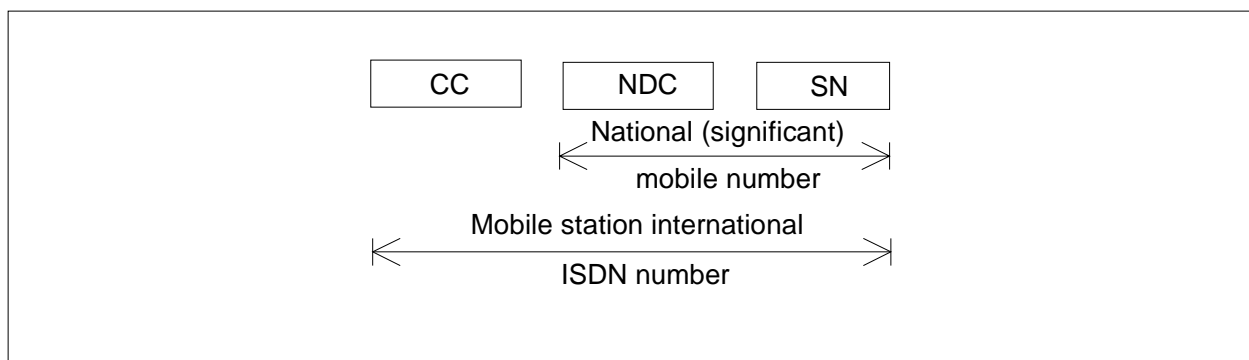 CC NDC SN
National (significant)
mobile number
Mobile station international
ISDN number